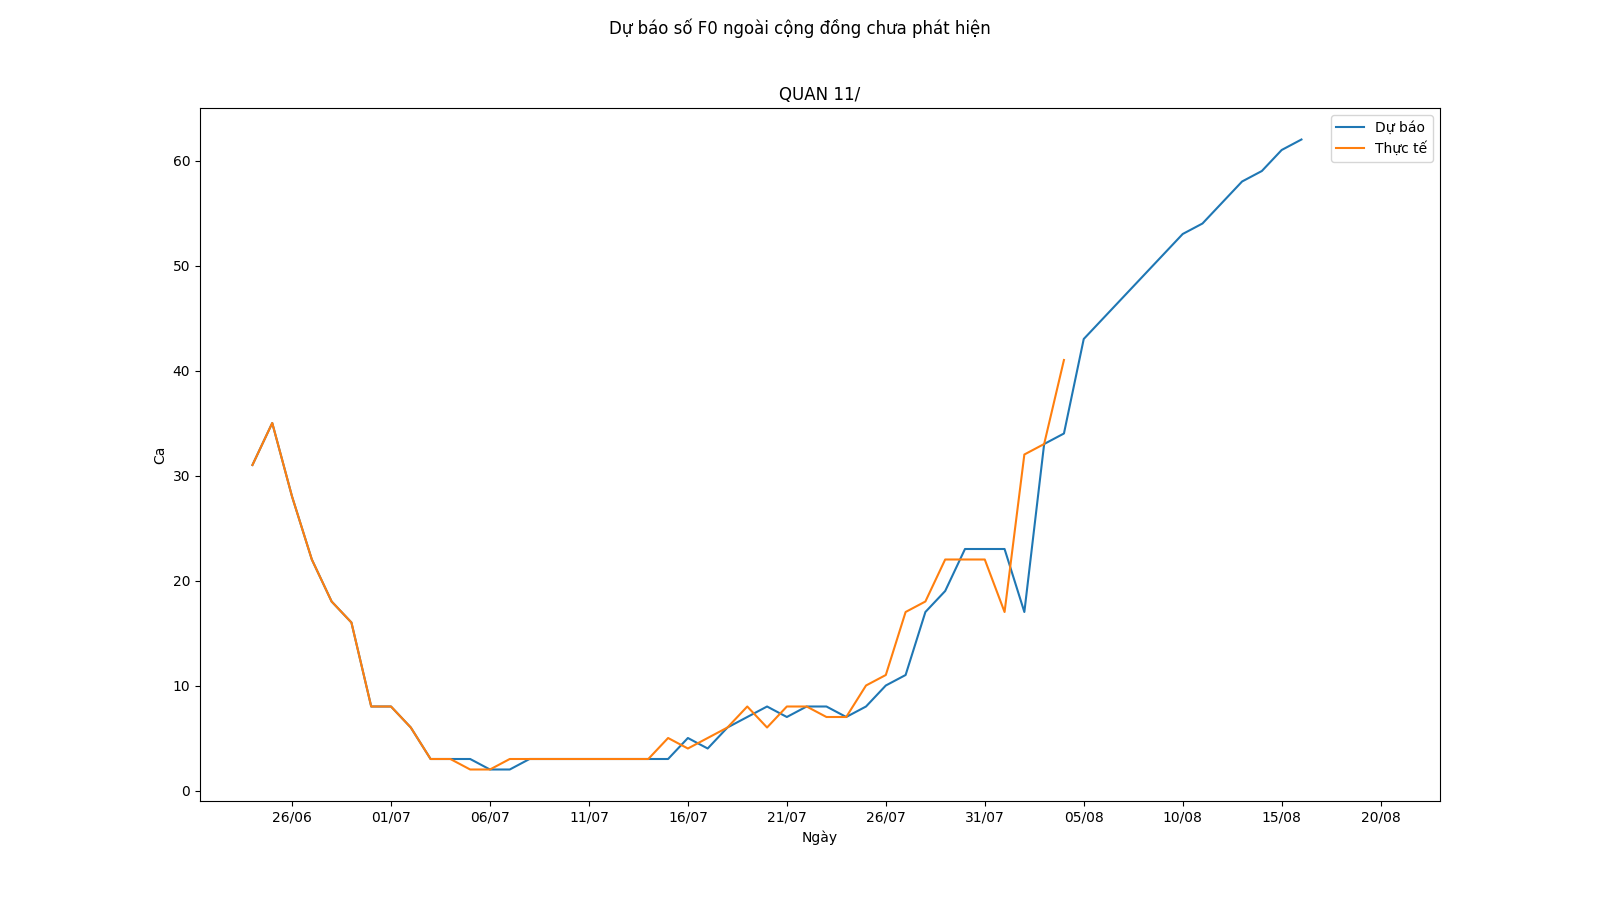 Dự báo số F0 ngoài cộng đồng chưa phát hiện
QUAN 11/
Dự báo
Thực tế
60
50
40
30
20
10
0
Ca
26/06 01/07 06/07 11/07 16/07 21/07 26/07 31/07 05/08 10/08 15/08 20/08
Ngày